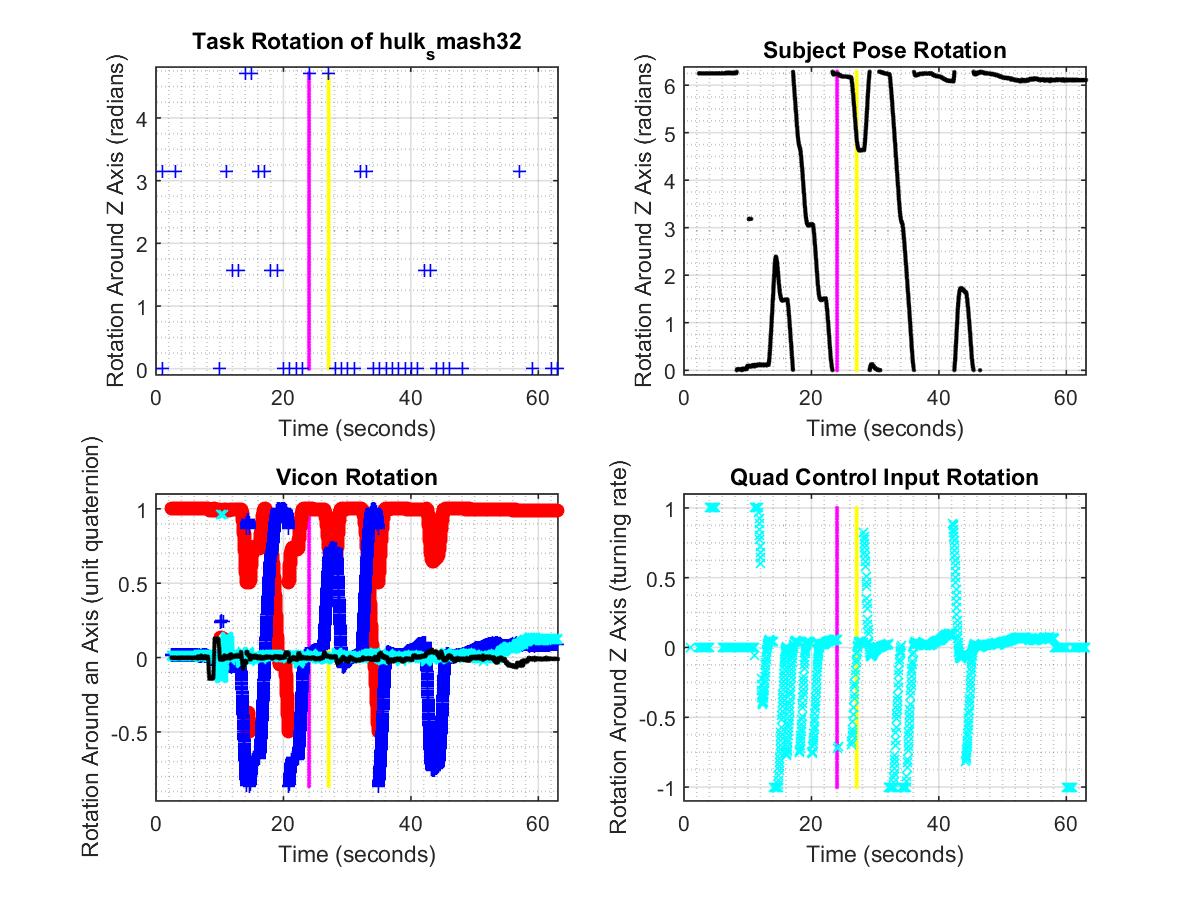 Task Rotation of hulksmash32
Rotation Around Z Axis (radians)
4
3
2
1
0
0 20 40 60
Time (seconds)
Subject Pose Rotation
Rotation Around Z Axis (radians)
6
5
4
3
2
1
0
0 20 40 60
Time (seconds)
Vicon Rotation
Rotation Around an Axis (unit quaternion)
1
0.5
0
-0.5
0 20 40 60
Time (seconds)
Quad Control Input Rotation
Rotation Around Z Axis (turning rate)
1
0.5
0
-0.5
-1
0 20 40 60
Time (seconds)